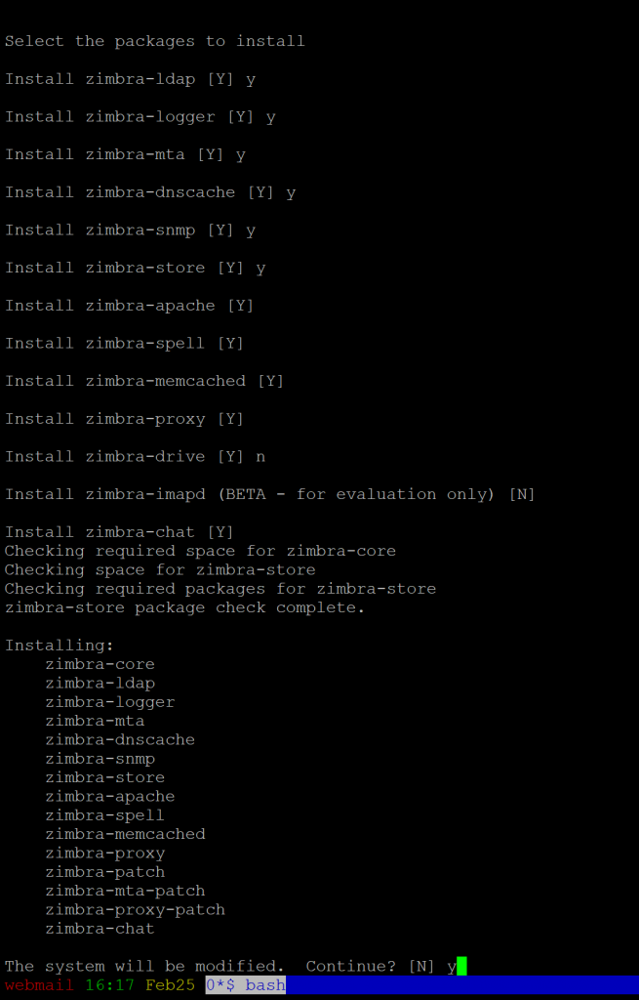 Select the packages to install
Install zimbra-ldap [Y] y
Install zimbra-logger [Y] y
Install zimbra-mta [Y] y
Install zimbra-dnscache [Y] y
Install zimbra-snmp [Y] y
Install zimbra-store [Y] y
Install zimbra-apache [Y]
Install zimbra-spell [Y]
Install zimbra-memcached [Y]
Install zimbra-proxy [Y]
Install zimbra-drive [Y] n
Install zimbra-imapd (BETA - for evaluation only) [N]
Install zimbra-chat [Y]
Checking required space for zimbra-core
Checking space for zimbra-store
Checking required packages for zimbra-store
zimbra-store package check complete.
Installing:
zimbra-core
zimbra-ldap
zimbra-logger
zimbra-mta
zimbra-dnscache
zimbra-snmp
zimbra-store
zimbra-apache
zimbra-spell
zimbra-memcached
zimbra-proxy
zimbra-patch
zimbra-mta-patch
zimbra-proxy-patch
zimbra-chat
The system will be modified.  Continue? [N] y
webmail 16:17 Feb25 0*$ bash